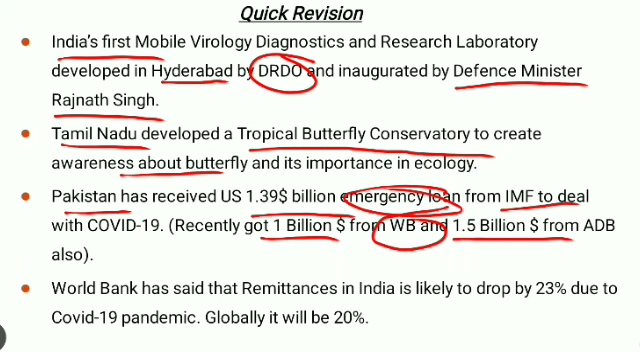 Quick Revision
India's first Mobile Virology Diagnostics and Research Laboratory
developed in Hyderabad by DRDO and inaugurated by Defence Minister
Rajnath Singh.
Tamil Nadu developed a Tropical Butterfly Conservatory to create
awareness about butterfly and its importance in ecology.
Pakistan has received US 1.39$ billion emergency loan from IMF to deal
with COVID-19. (Recently got 1 Billion $ from WB and 1.5 Billion $ from ADB
also).
World Bank has said that Remittances in India is likely to drop by 23% due to
Covid-19 pandemic. Globally it will be 20%.